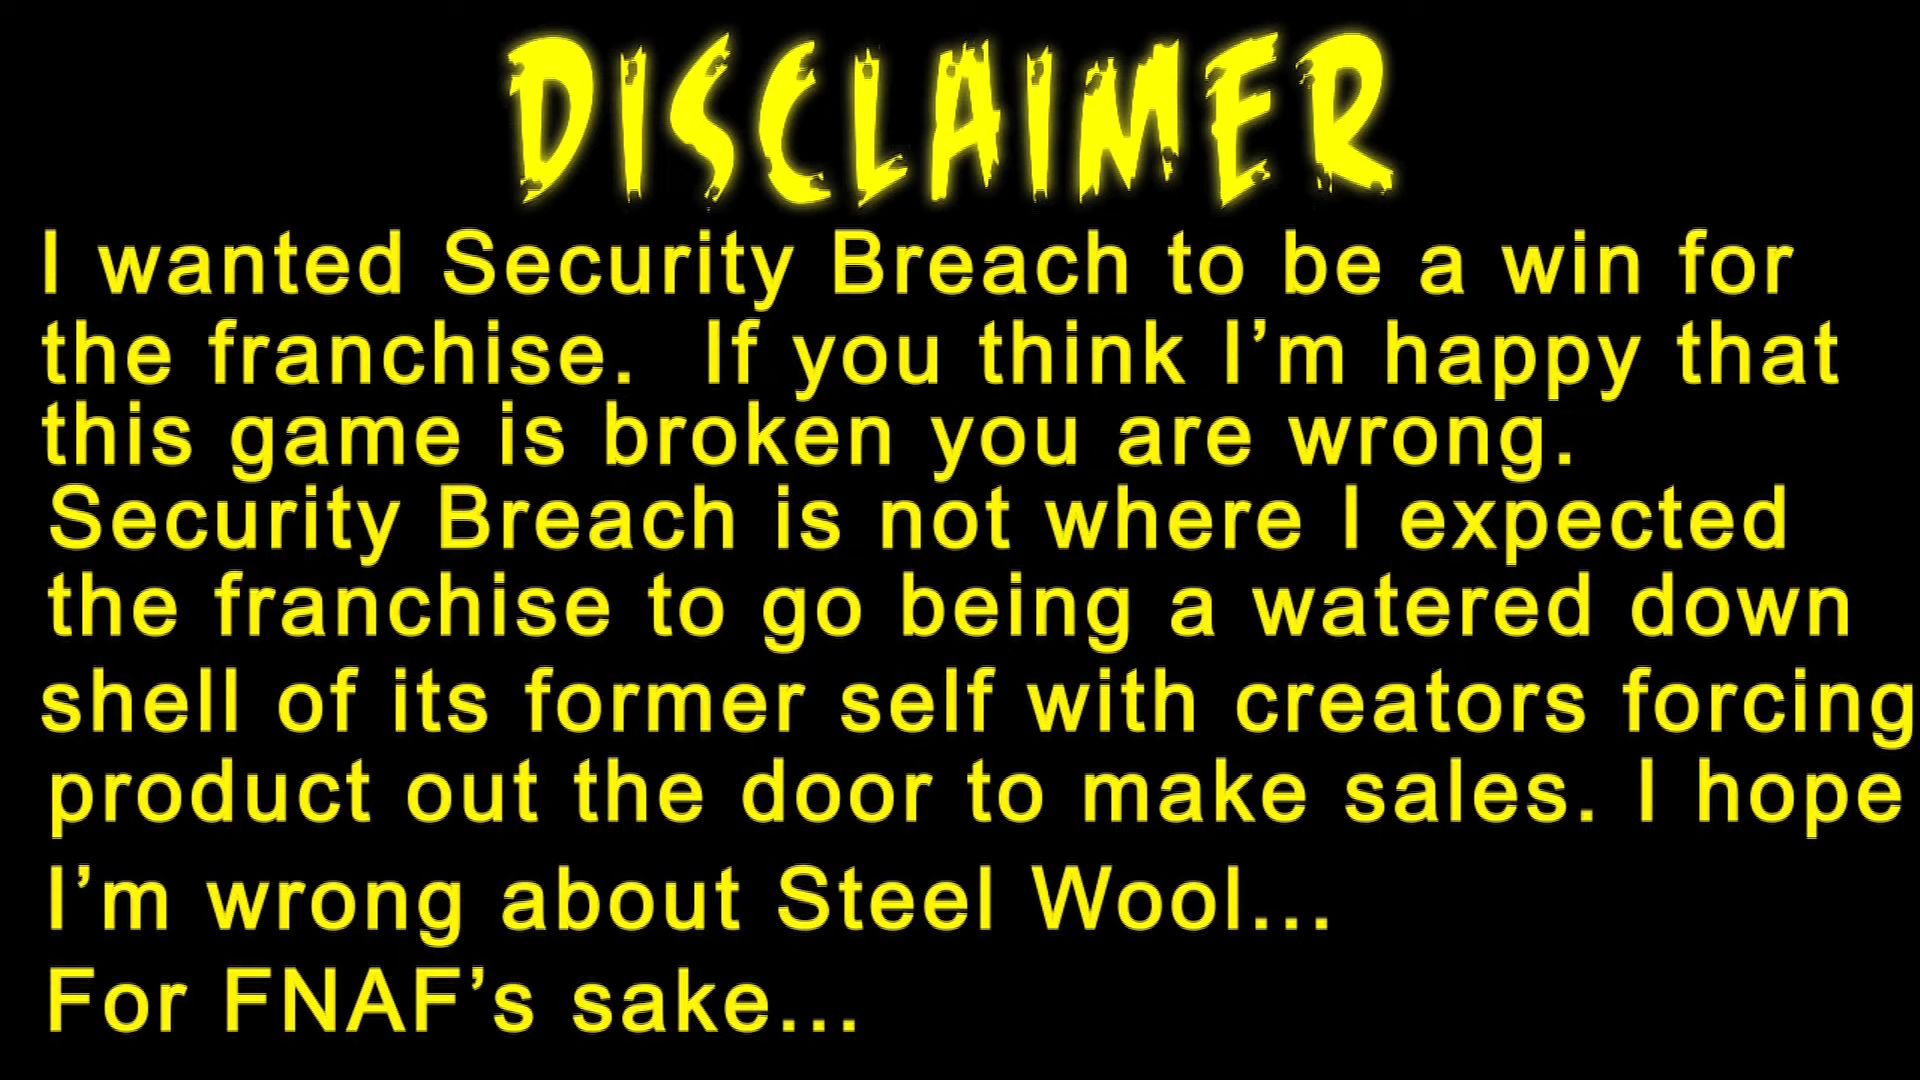 DISCLAIMER
I wanted Security Breach to be a win for
the franchise.  If you think I’m happy that
this game is broken you are wrong.
Security Breach is not where I expected
the franchise to go being a watered down
shell of its former self with creators forcing
product out the door to make sales. I hope
I’m wrong about Steel Wool...
For FNAF’s sake...